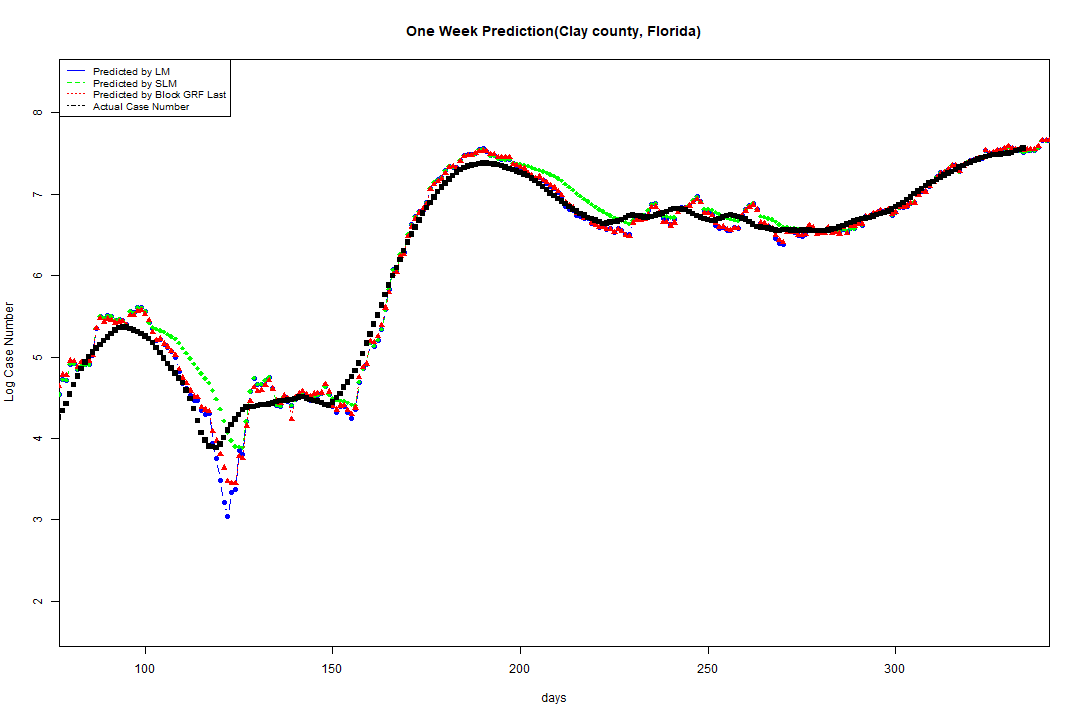 One Week Prediction(Clay county, Florida)
Predicted by LM
Predicted by SLM
Predicted by Block GRF Last
Actual Case Number
8
7
6
5
4
3
2
Log Case Number
100 150 200 250 300
days